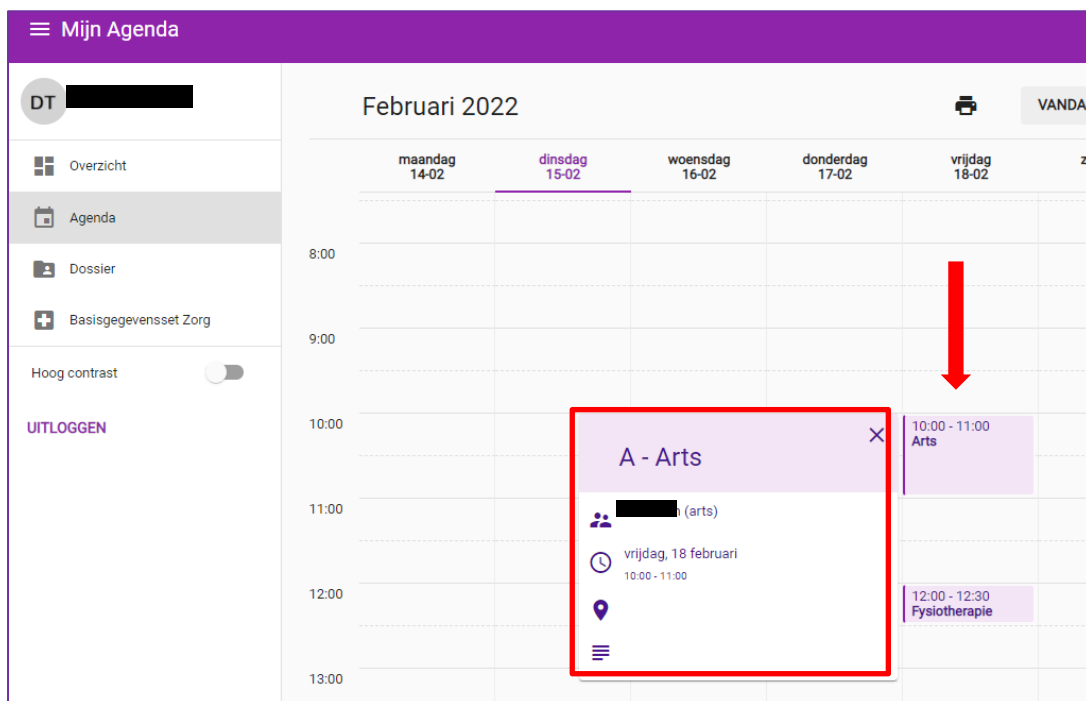 Mijn Agenda
DT
Overzicht
Agenda
Dossier
Basisgegevensset Zorg
Hoog contrast
UITLOGGEN
Februari 2022
maandag
14-02
dinsdag
15-02
woensdag
16-02
donderdag
17-02
vrijdag
18-02
8:00
9:00
10:00
11:00
12:00
13:00
10:00 - 11:00
Arts
12:00 - 12:30
Fysiotherapie
A - Arts
(arts)
vrijdag, 18 februari
10:00 - 11:00